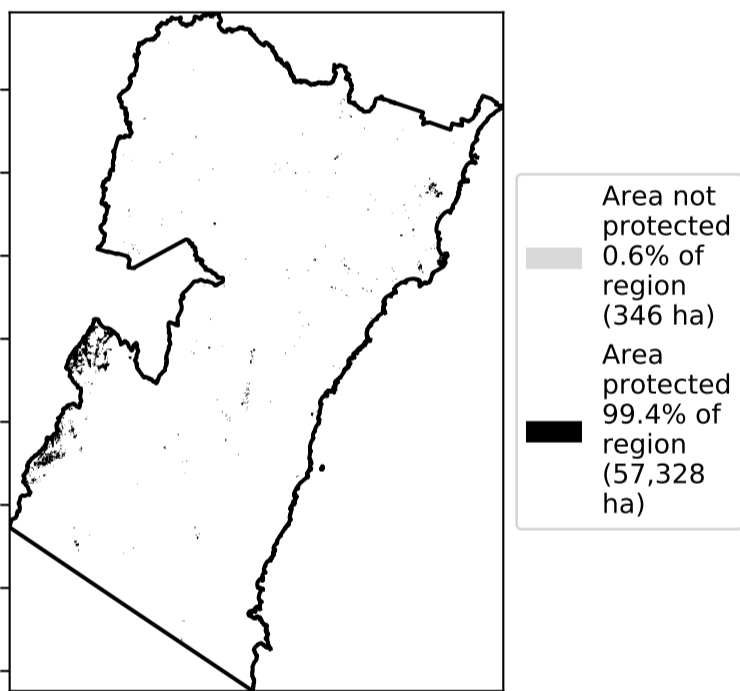 Area not
protected
0.6% of
region
(346 ha)
Area
protected
99.4% of
region
(57,328
ha)